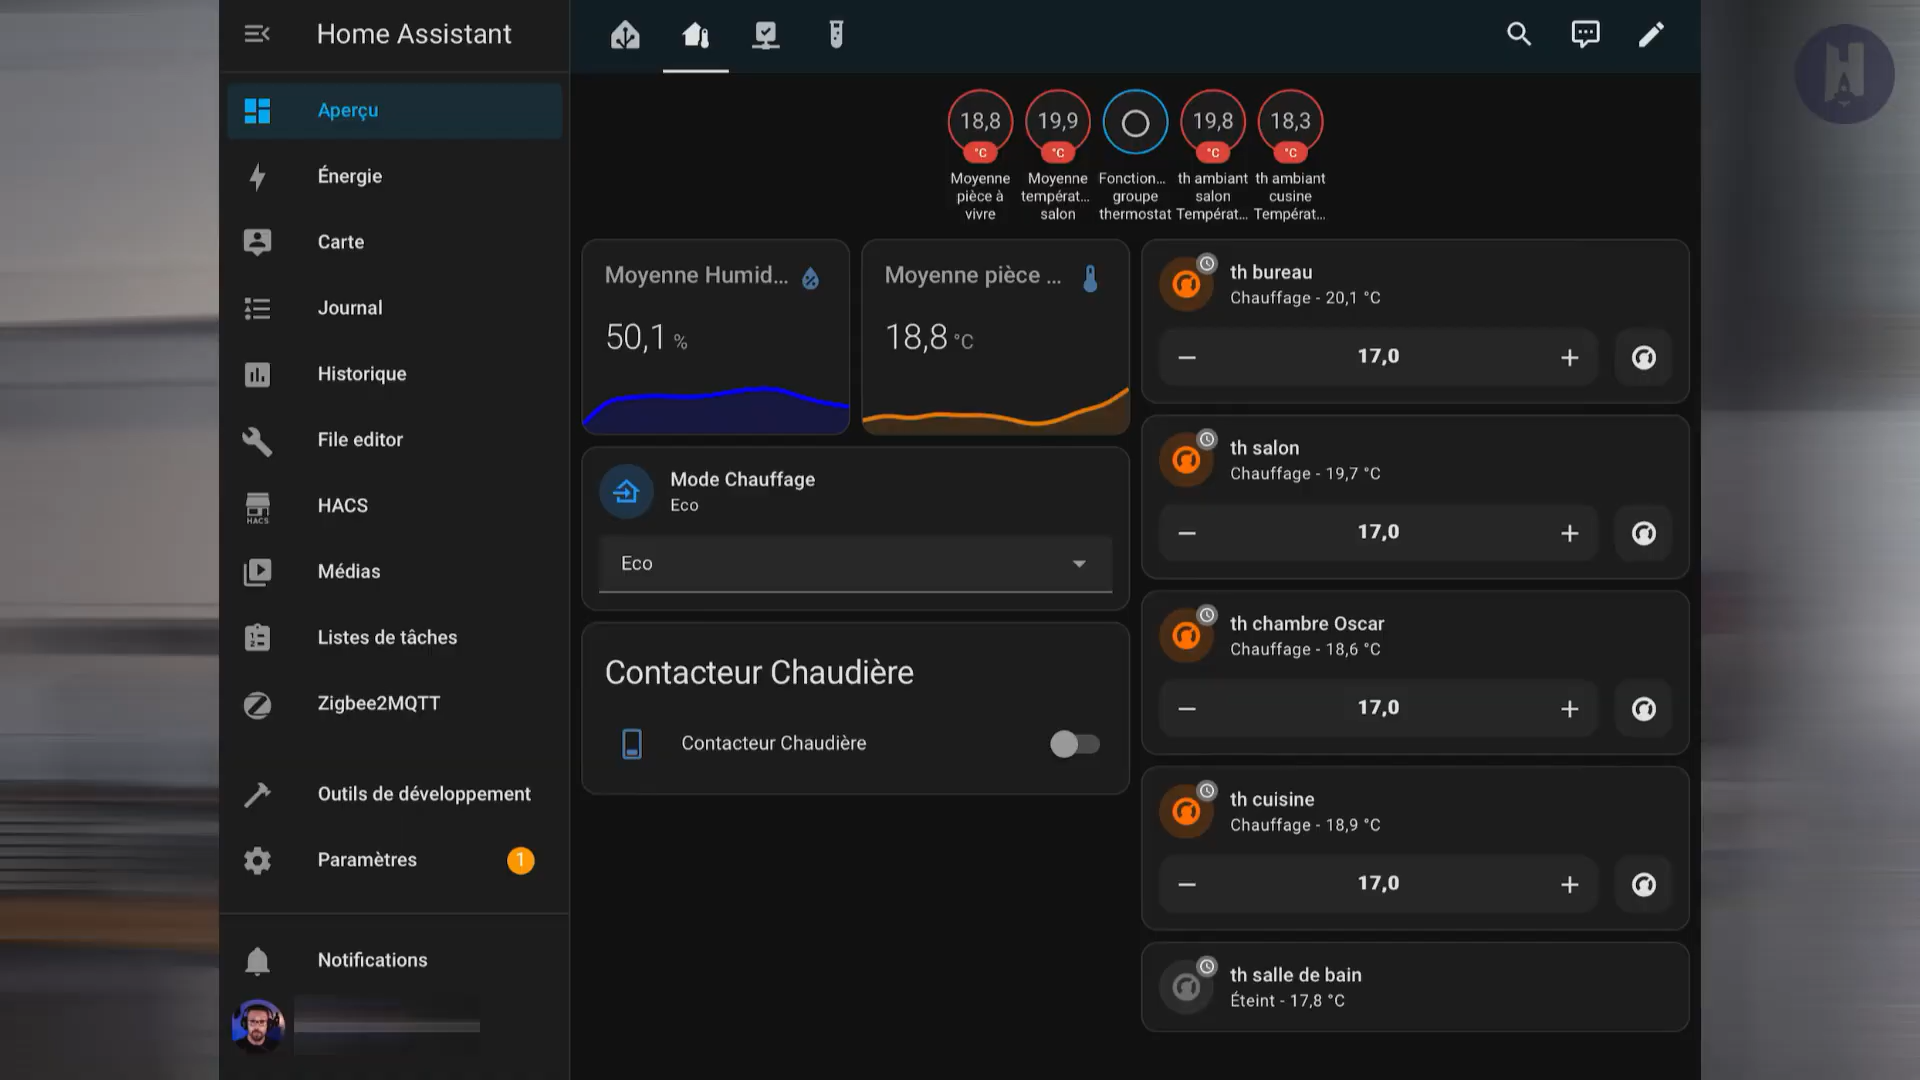 Home Assistant
Aperçu
Énergie
Carte
Journal
Historique
File editor
HACS
HACS
Médias
Listes de tâches
Zigbee2MQTT
Outils de développement
Paramètres
1
Notifications
18,8
°C
Moyenne
pièce à
vivre
19,9
°C
Moyenne
températ...
salon
Fonction...
groupe
thermostat
19,8
°C
th ambiant
salon
Températ...
18,3
°C
th ambiant
cusine
Températ...
Moyenne Humid...
50,1 %
Moyenne pièce ...
18,8 °C
Mode Chauffage
Eco
Eco
Contacteur Chaudière
Contacteur Chaudière
th bureau
Chauffage - 20,1 °C
17,0
th salon
Chauffage - 19,7 °C
17,0
th chambre Oscar
Chauffage - 18,6 °C
17,0
th cuisine
Chauffage - 18,9 °C
17,0
th salle de bain
Éteint - 17,8 °C